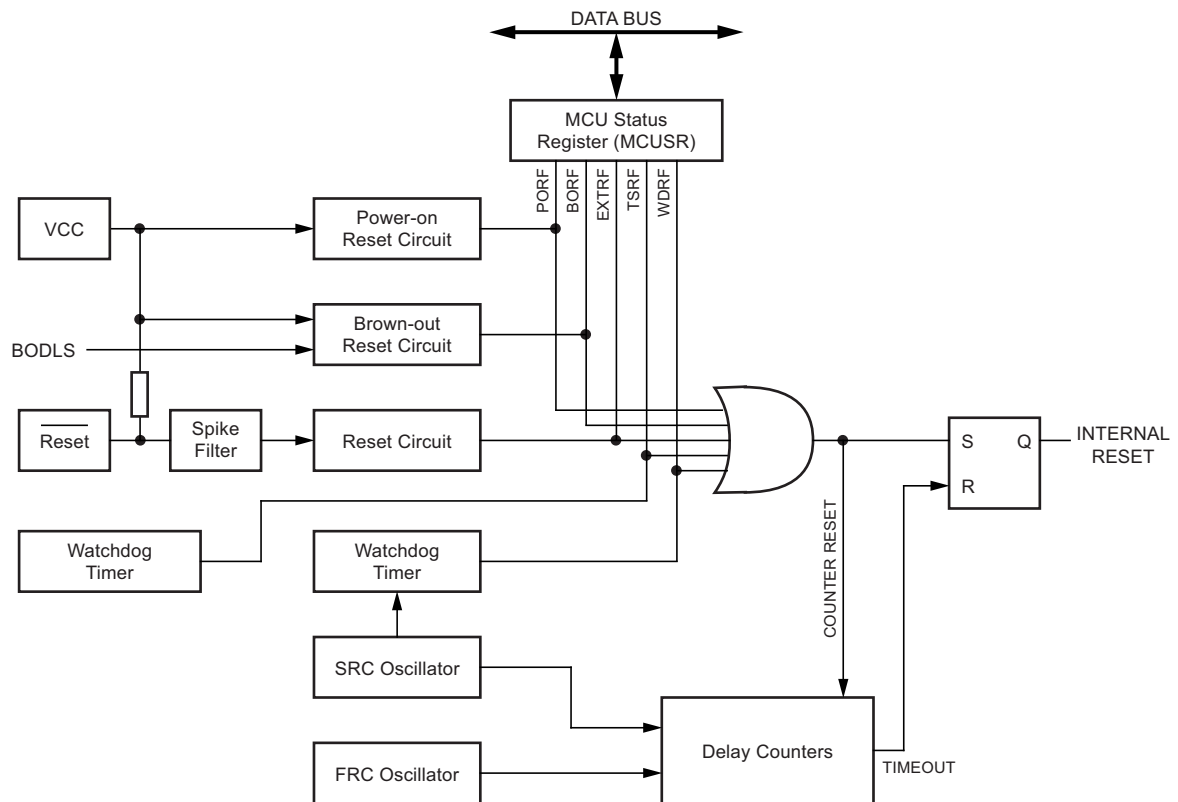 DATA BUS
MCU Status
Register (MCUSR)
PORF
BORF
EXTRF
TSRF
WDRF
VCC
Power-on
Reset Circuit
Brown-out
Reset Circuit
BODLS
Reset
Spike
Filter
Reset Circuit
S
Q
R
INTERNAL
RESET
Watchdog
Timer
Watchdog
Timer
COUNTER RESET
SRC Oscillator
Delay Counters
TIMEOUT
FRC Oscillator